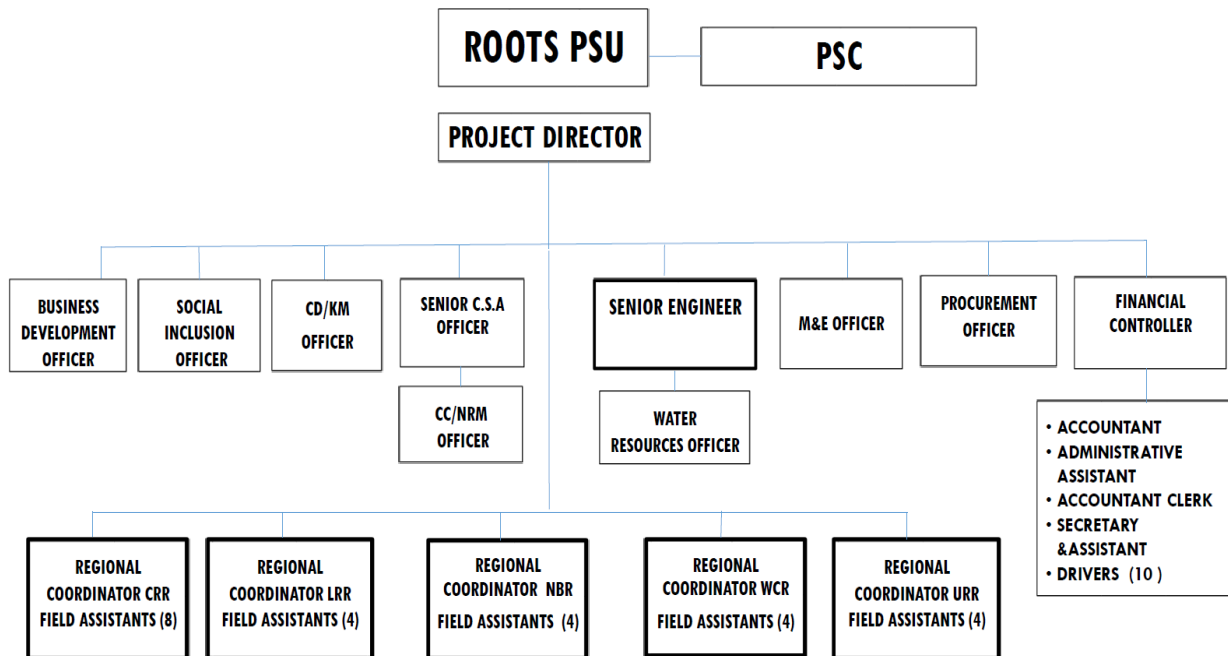 ROOTS PSU
PSC
PROJECT DIRECTOR
BUSINESS
DEVELOPMENT
OFFICER
SOCIAL
INCLUSION
OFFICER
CD/KM
OFFICER
SENIOR C.S.A
OFFICER
SENIOR ENGINEER
M&E OFFICER
PROCUREMENT
OFFICER
FINANCIAL
CONTROLLER
CC/NRM
OFFICER
WATER
RESOURCES OFFICER
• ACCOUNTANT
• ADMINISTRATIVE
ASSISTANT
• ACCOUNTANT CLERK
• SECRETARY
&ASSISTANT
• DRIVERS (10 )
REGIONAL
COORDINATOR CRR
FIELD ASSISTANTS (8)
REGIONAL
COORDINATOR LRR
FIELD ASSISTANTS (4)
REGIONAL
COORDINATOR NBR
FIELD ASSISTANTS (4)
REGIONAL
COORDINATOR WCR
FIELD ASSISTANTS (4)
REGIONAL
COORDINATOR URR
FIELD ASSISTANTS (4)